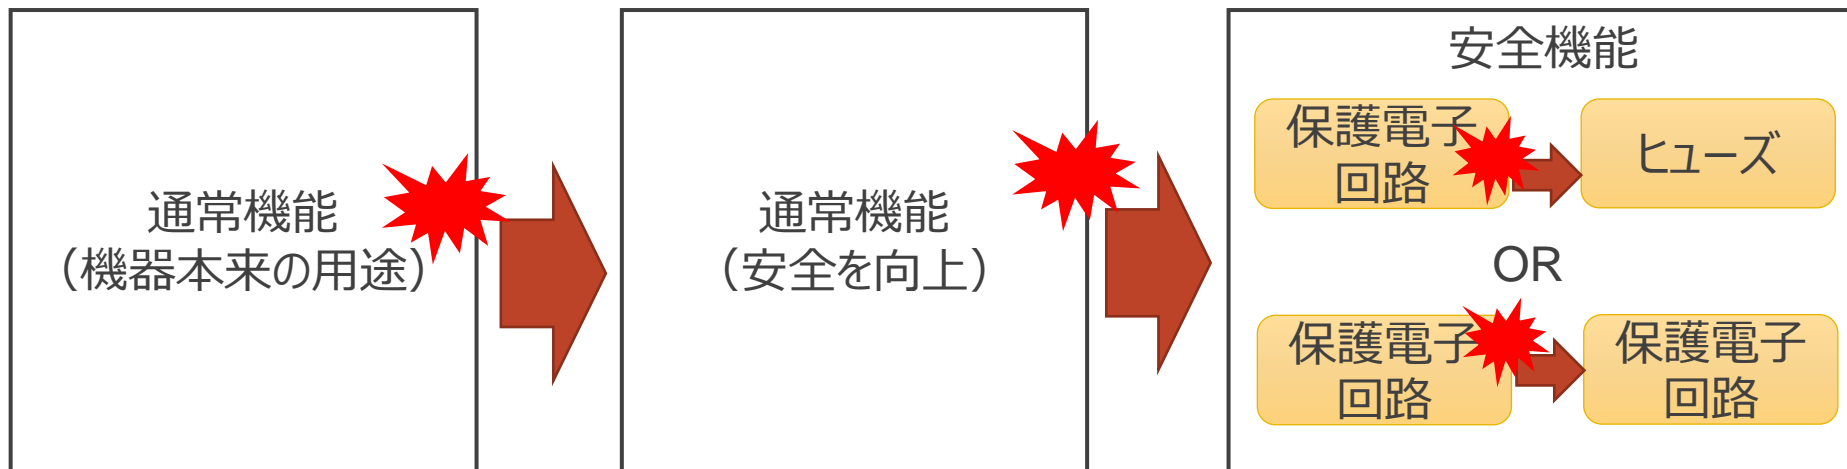 通常機能
（機器本来の用途）
通常機能
（安全を向上）
安全機能
保護電子
回路
ヒューズ
OR
保護電子
回路
保護電子
回路